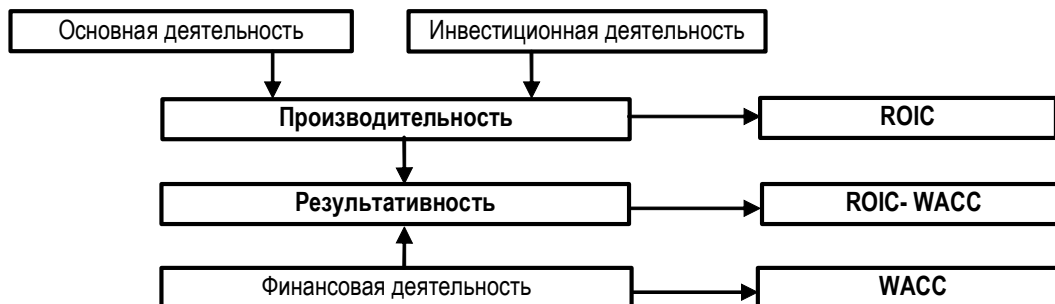 Основная деятельность
Инвестиционная деятельность
Производительность
ROIC
Результативность
ROIC- WACC
Финансовая деятельность
WACC